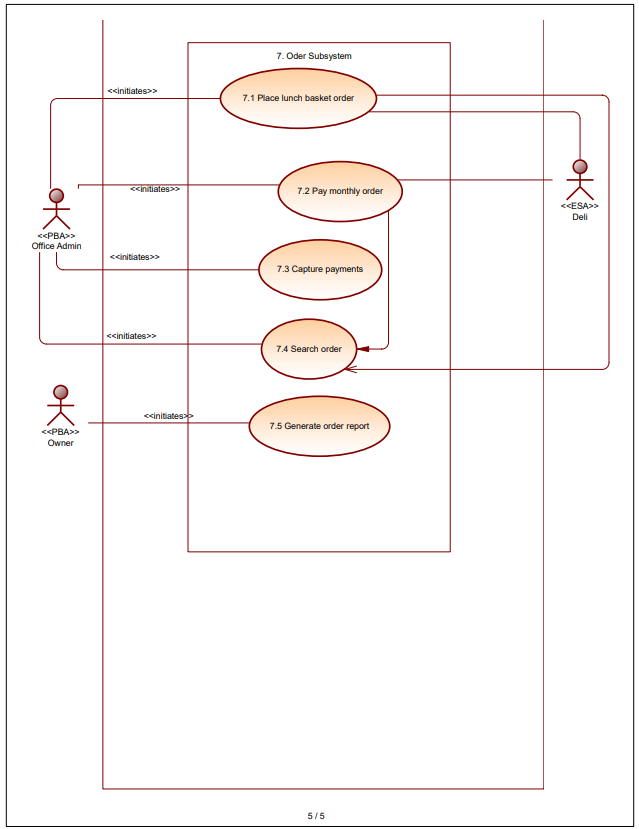 7. Oder Subsystem
<<initiates>>
7.1 Place lunch basket order
<<initiates>>
7.2 Pay monthly order
<<ESA>>
Deli
<<PBA>>
Office Admin
<<initiates>>
7.3 Capture payments
<<initiates>>
7.4 Search order
<<initiates>>
7.5 Generate order report
<<PBA>>
Owner
5 / 5